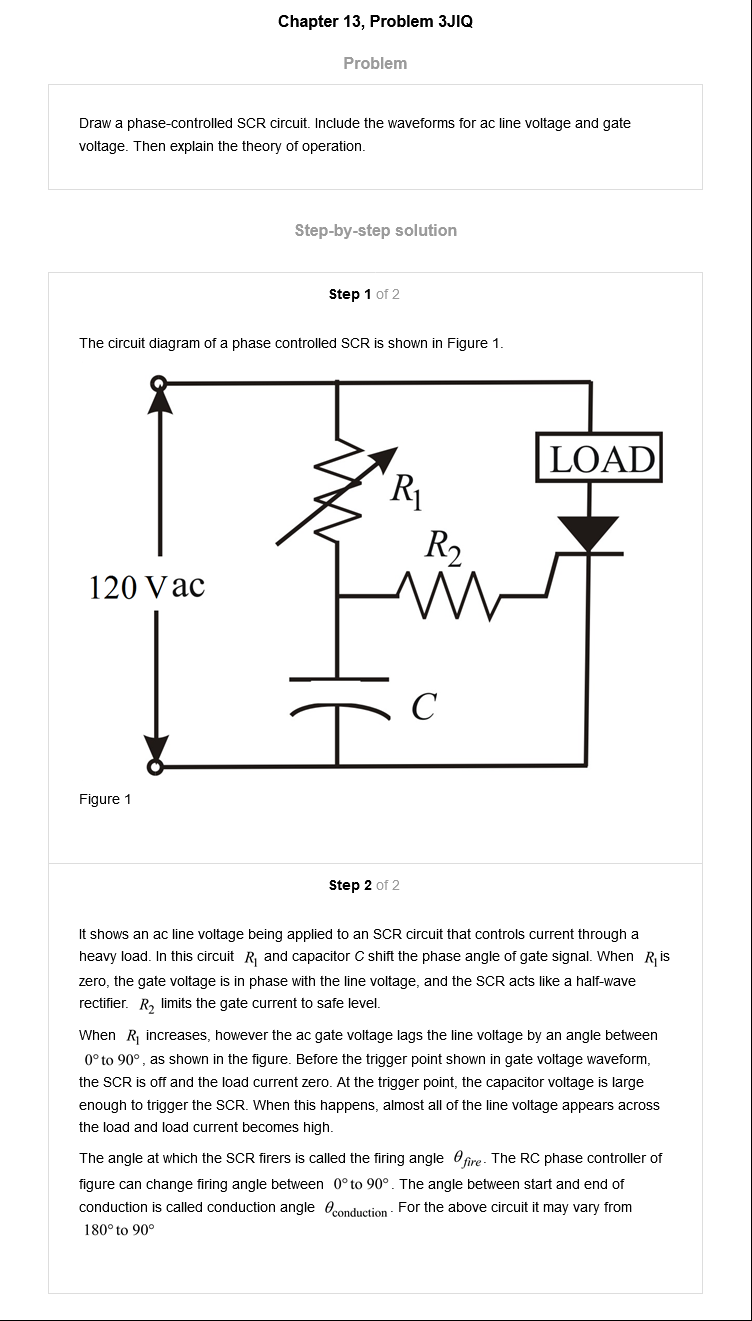 Chapter 13, Problem 3JIQ
Problem
Draw a phase-controlled SCR circuit. Include the waveforms for ac line voltage and gate
voltage. Then explain the theory of operation.
Step-by-step solution
Step 1 of 2
The circuit diagram of a phase controlled SCR is shown in Figure 1.
LOAD
R1
R2
120 Vac
C
Figure 1
Step 2 of 2
It shows an ac line voltage being applied to an SCR circuit that controls current through a
heavy load. In this circuit R1 and capacitor C shift the phase angle of gate signal. When R1 is
zero, the gate voltage is in phase with the line voltage, and the SCR acts like a half-wave
rectifier. R2 limits the gate current to safe level.
When R1 increases, however the ac gate voltage lags the line voltage by an angle between
0° to 90°, as shown in the figure. Before the trigger point shown in gate voltage waveform,
the SCR is off and the load current zero. At the trigger point, the capacitor voltage is large
enough to trigger the SCR. When this happens, almost all of the line voltage appears across
the load and load current becomes high.
The angle at which the SCR firers is called the firing angle θfire. The RC phase controller of
figure can change firing angle between 0° to 90°. The angle between start and end of
conduction is called conduction angle θconduction. For the above circuit it may vary from
180° to 90°